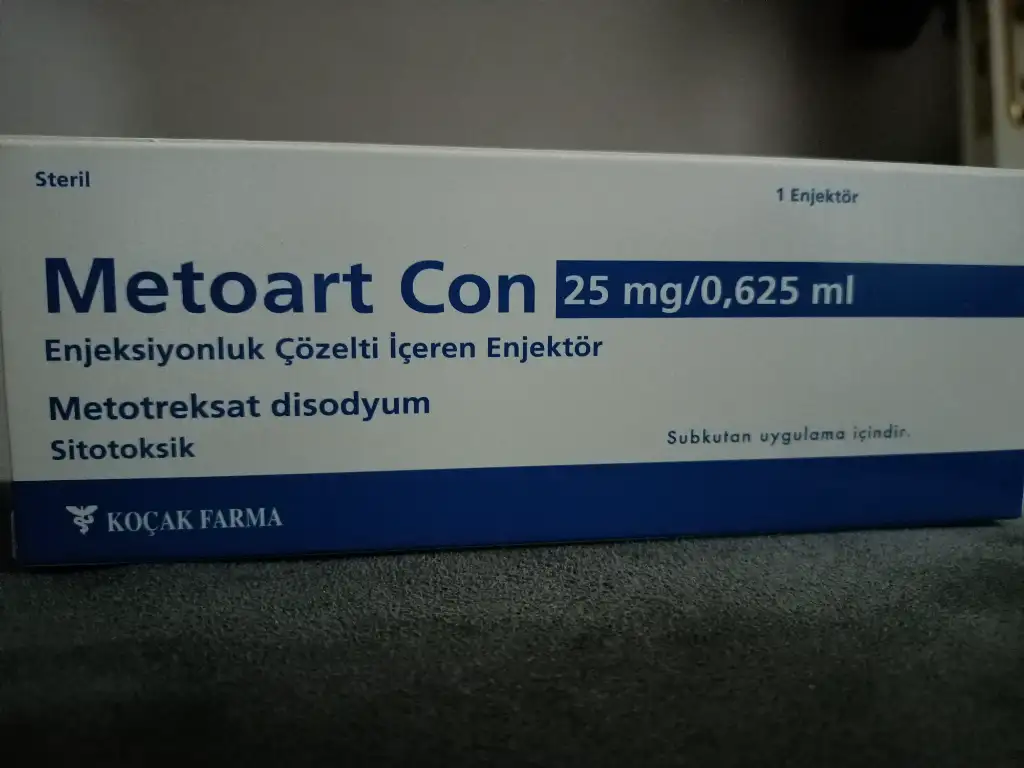 Steril
1 Enjektör
Metoart Con 25 mg/0,625 ml
Enjeksiyonluk Çözelti İçeren Enjektör
Metotreksat disodyum
Sitotoksik
Subkutan uygulama içindir.
KOÇAK FARMA